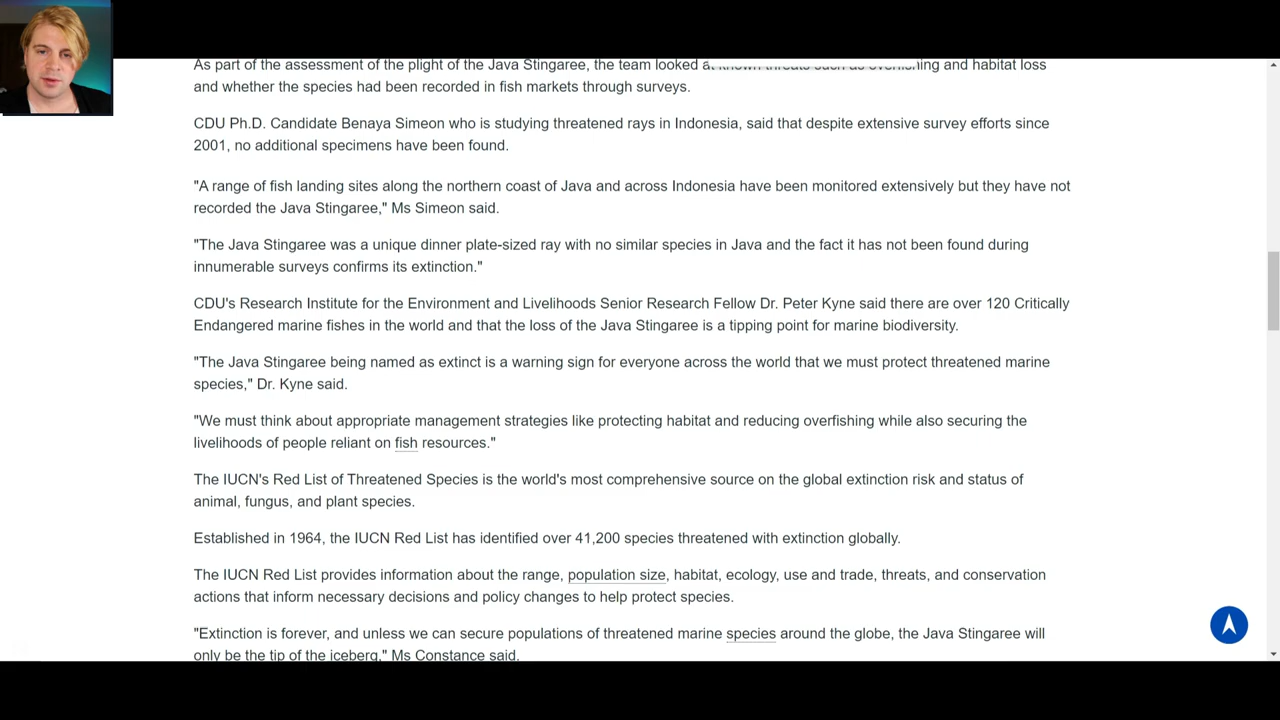 As part of the assessment of the plight of the Java Stingaree, the team looked at known threats such as overfishing and habitat loss
and whether the species had been recorded in fish markets through surveys.
CDU Ph.D. Candidate Benaya Simeon who is studying threatened rays in Indonesia, said that despite extensive survey efforts since
2001, no additional specimens have been found.
"A range of fish landing sites along the northern coast of Java and across Indonesia have been monitored extensively but they have not
recorded the Java Stingaree," Ms Simeon said.
"The Java Stingaree was a unique dinner plate-sized ray with no similar species in Java and the fact it has not been found during
innumerable surveys confirms its extinction."
CDU's Research Institute for the Environment and Livelihoods Senior Research Fellow Dr. Peter Kyne said there are over 120 Critically
Endangered marine fishes in the world and that the loss of the Java Stingaree is a tipping point for marine biodiversity.
"The Java Stingaree being named as extinct is a warning sign for everyone across the world that we must protect threatened marine
species," Dr. Kyne said.
"We must think about appropriate management strategies like protecting habitat and reducing overfishing while also securing the
livelihoods of people reliant on fish resources."
The IUCN's Red List of Threatened Species is the world's most comprehensive source on the global extinction risk and status of
animal, fungus, and plant species.
Established in 1964, the IUCN Red List has identified over 41,200 species threatened with extinction globally.
The IUCN Red List provides information about the range, population size, habitat, ecology, use and trade, threats, and conservation
actions that inform necessary decisions and policy changes to help protect species.
"Extinction is forever, and unless we can secure populations of threatened marine species around the globe, the Java Stingaree will
only be the tip of the iceberg," Ms Constance said.